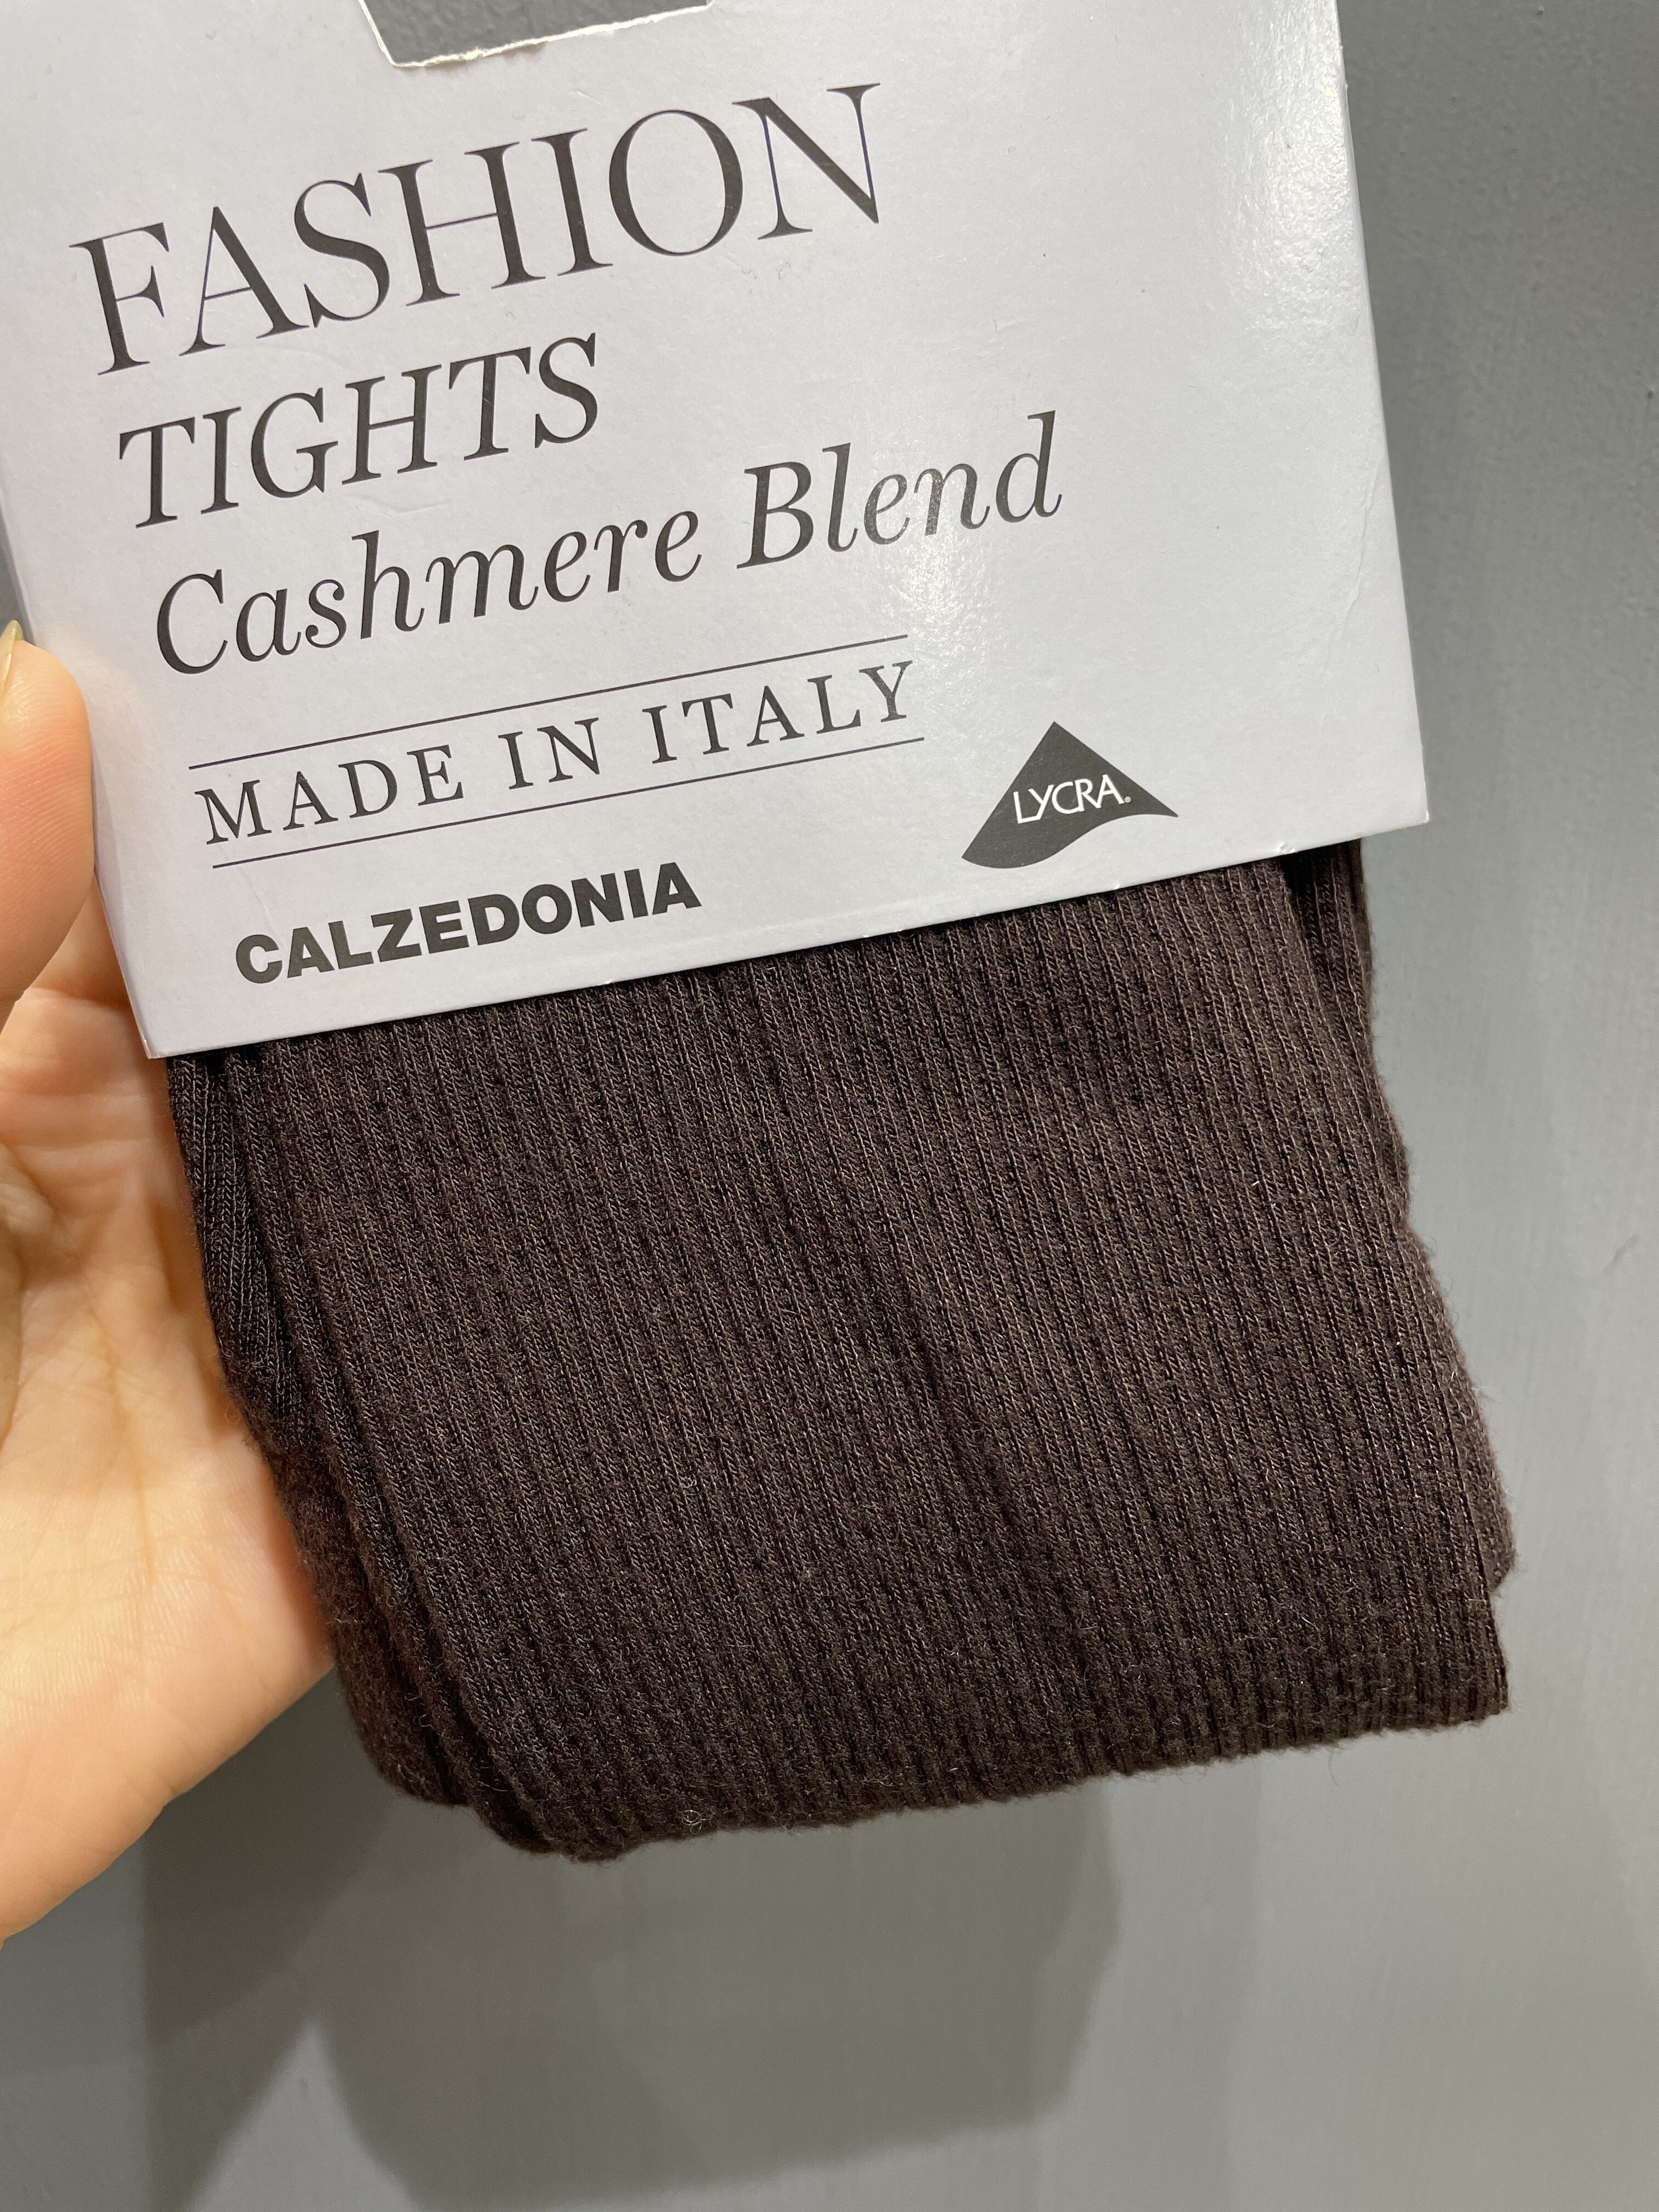 FASHION
TIGHTS
Cashmere Blend
MADE IN ITALY
LYCRA®
CALZEDONIA